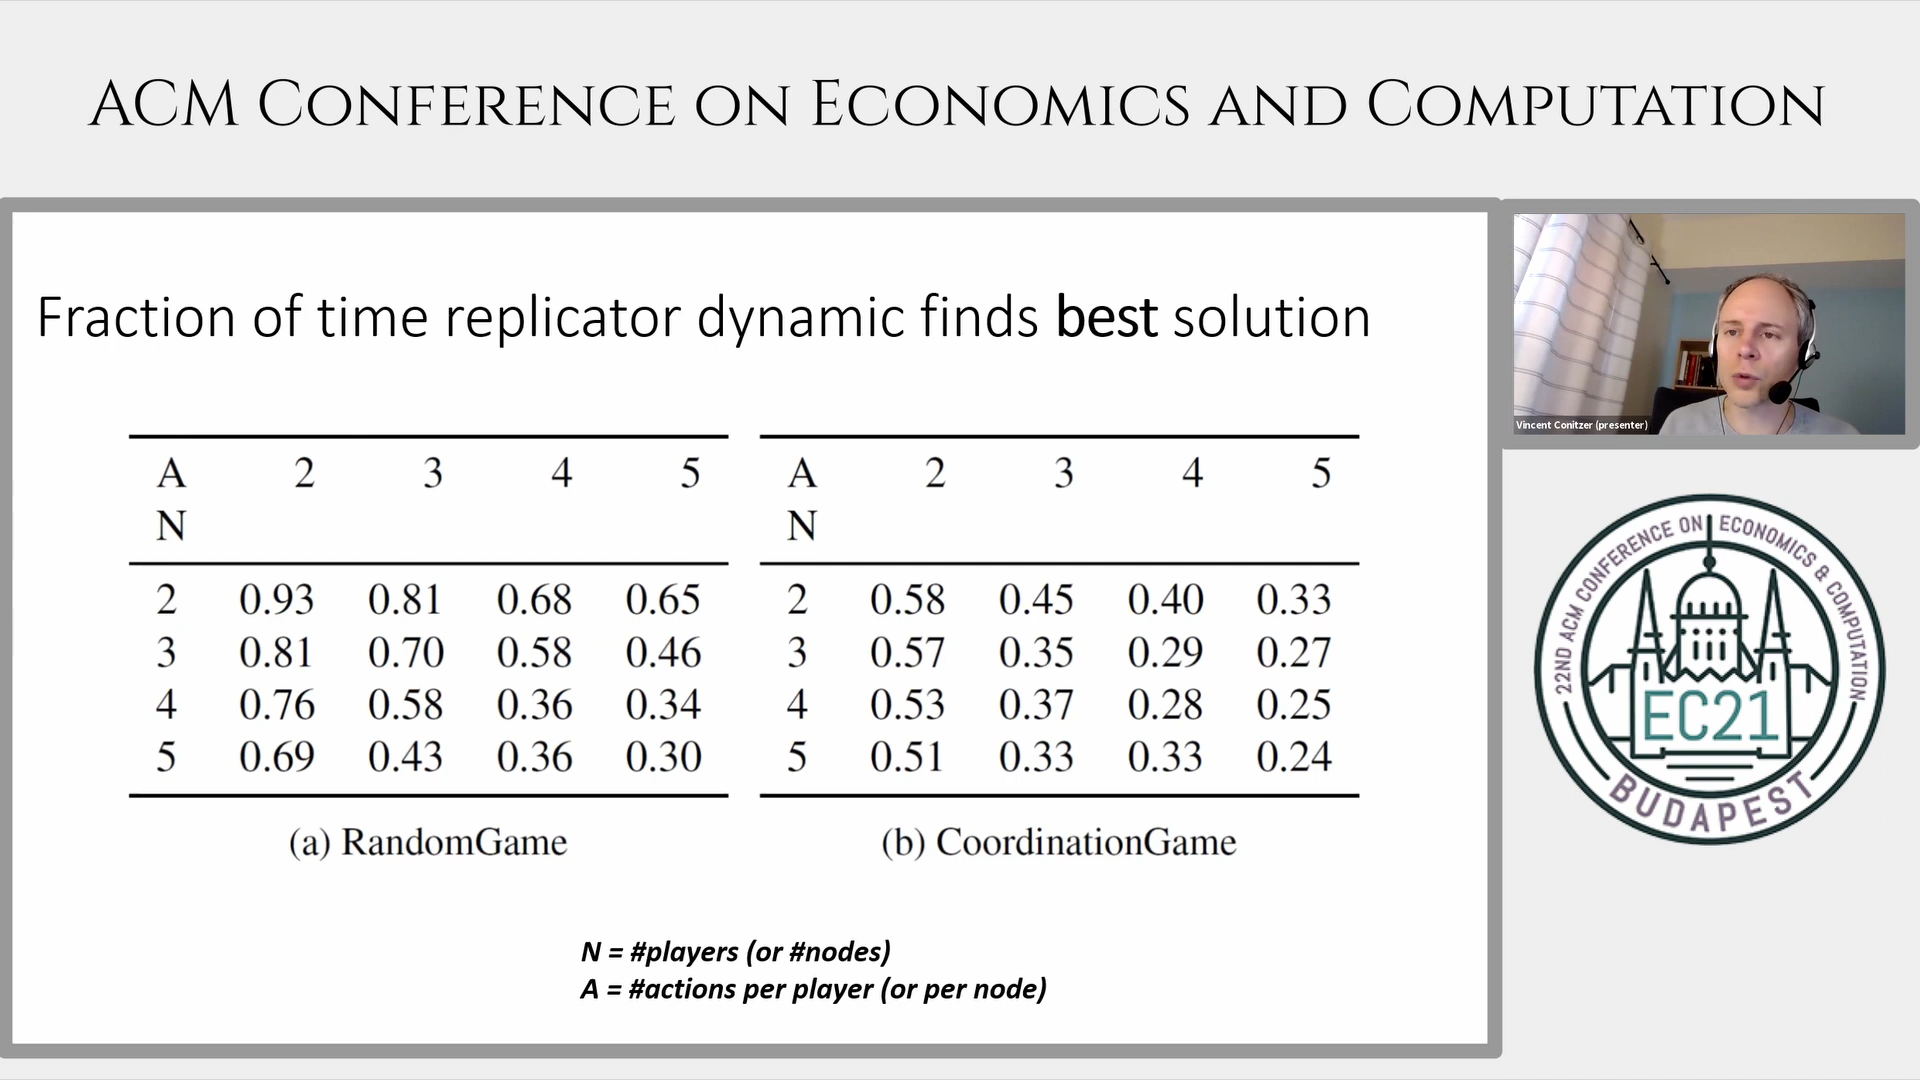 ACM CONFERENCE ON ECONOMICS AND COMPUTATION
Fraction of time replicator dynamic finds best solution
A 2 3 4 5
N
2 0.93 0.81 0.68 0.65
3 0.81 0.70 0.58 0.46
4 0.76 0.58 0.36 0.34
5 0.69 0.43 0.36 0.30
(a) RandomGame
A 2 3 4 5
N
2 0.58 0.45 0.40 0.33
3 0.57 0.35 0.29 0.27
4 0.53 0.37 0.28 0.25
5 0.51 0.33 0.33 0.24
(b) CoordinationGame
N = #players (or #nodes)
A = #actions per player (or per node)
Vincent Conitzer (presenter)
22ND ACM CONFERENCE ON ECONOMICS & COMPUTATION
EC21
BUDAPEST